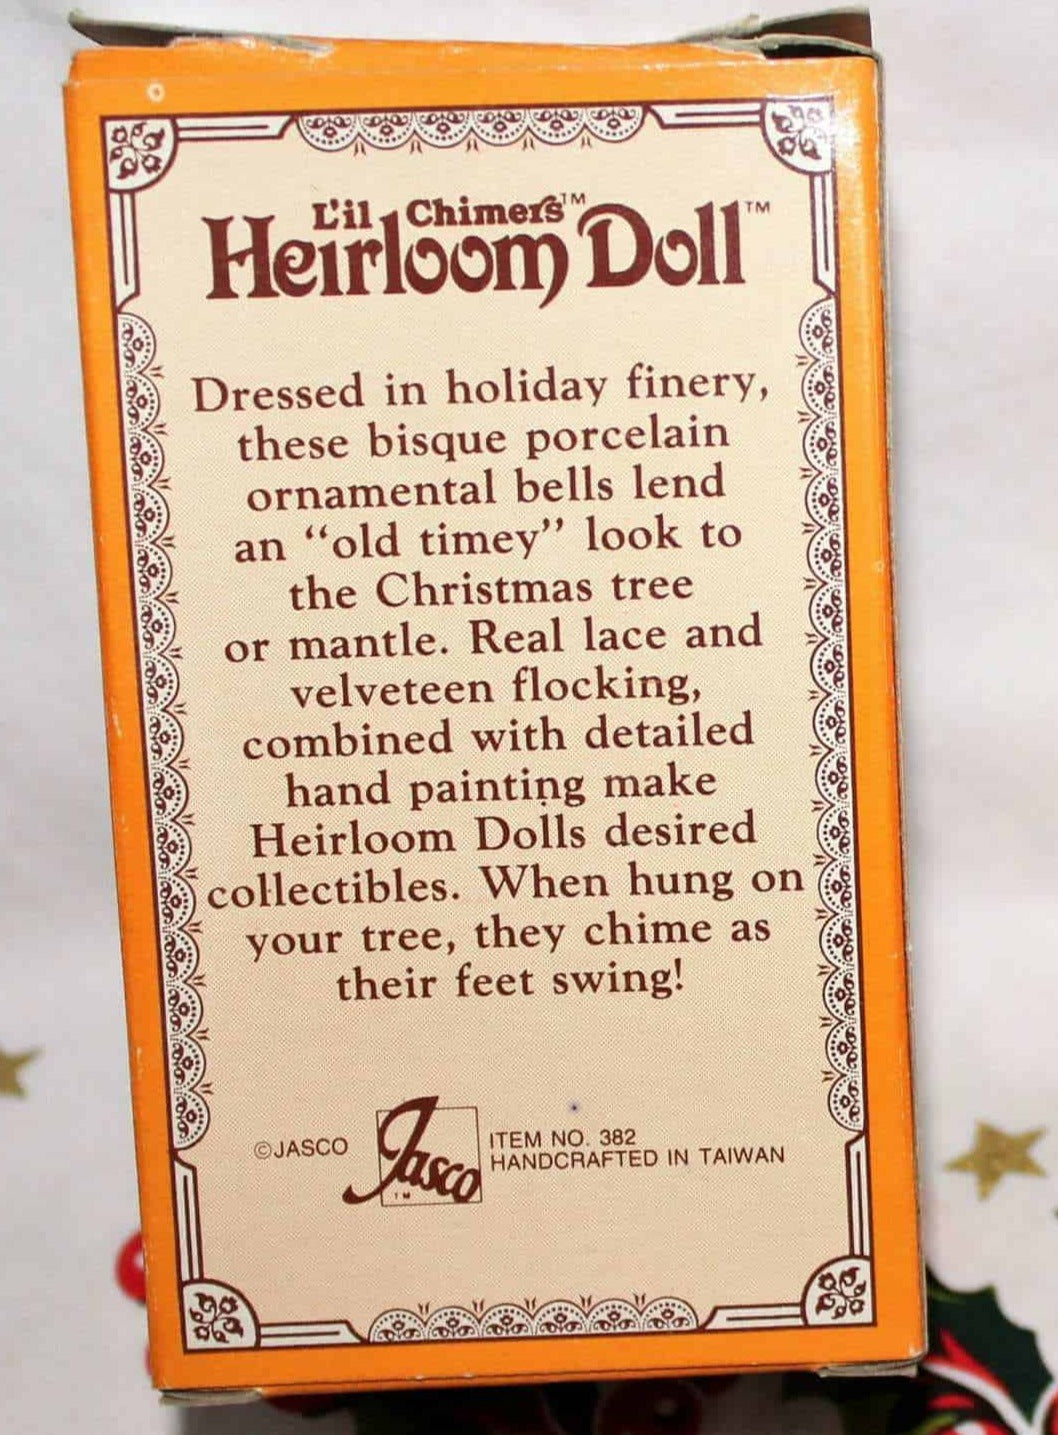 L'il Chimers™
Heirloom Doll™
Dressed in holiday finery,
these bisque porcelain
ornamental bells lend
an “old timey” look to
the Christmas tree
or mantle. Real lace and
velveteen flocking,
combined with detailed
hand painting make
Heirloom Dolls desired
collectibles. When hung on
your tree, they chime as
their feet swing!
©JASCO
Jasco
™
ITEM NO. 382
HANDCRAFTED IN TAIWAN